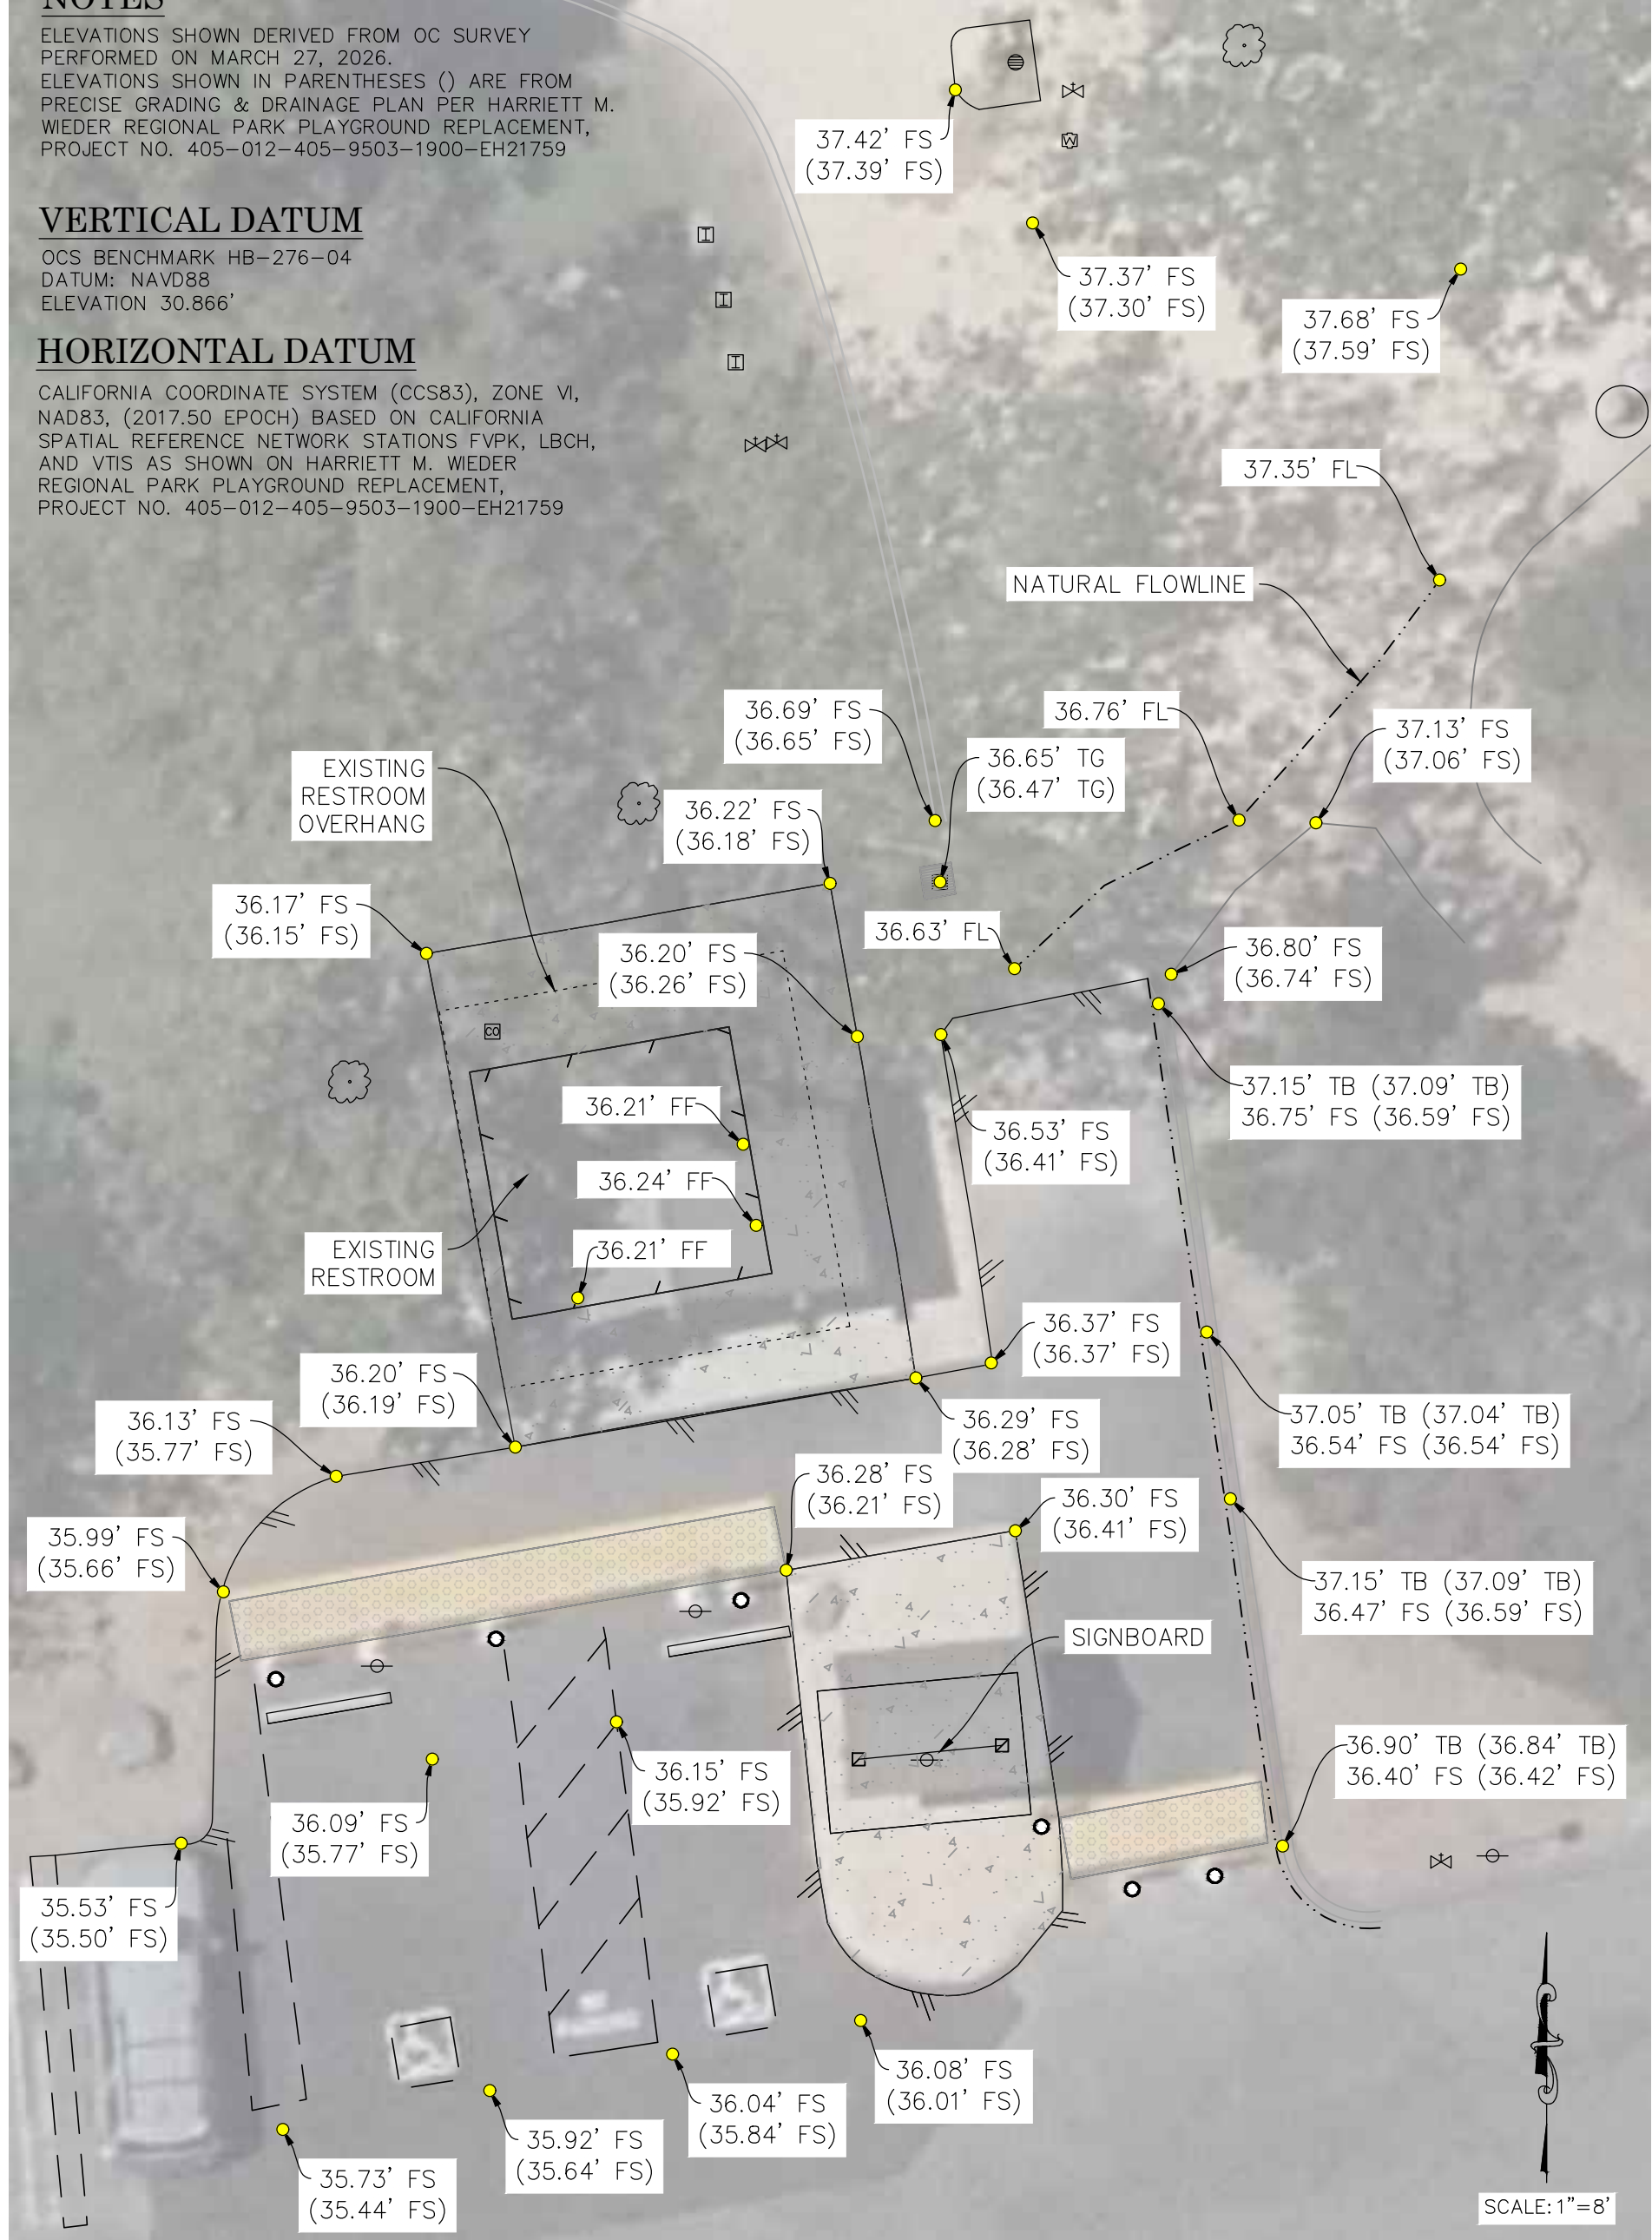 NOTES
ELEVATIONS SHOWN DERIVED FROM OC SURVEY
PERFORMED ON MARCH 27, 2026.
ELEVATIONS SHOWN IN PARENTHESES () ARE FROM
PRECISE GRADING & DRAINAGE PLAN PER HARRIETT M.
WIEDER REGIONAL PARK PLAYGROUND REPLACEMENT,
PROJECT NO. 405-012-405-9503-1900-EH21759
VERTICAL DATUM
OCS BENCHMARK HB-276-04
DATUM: NAVD88
ELEVATION 30.866'
HORIZONTAL DATUM
CALIFORNIA COORDINATE SYSTEM (CCS83), ZONE VI,
NAD83, (2017.50 EPOCH) BASED ON CALIFORNIA
SPATIAL REFERENCE NETWORK STATIONS FVPK, LBCH,
AND VTIS AS SHOWN ON HARRIETT M. WIEDER
REGIONAL PARK PLAYGROUND REPLACEMENT,
PROJECT NO. 405-012-405-9503-1900-EH21759
37.42' FS
(37.39' FS)
W
I
I
I
37.37' FS
(37.30' FS)
37.68' FS
(37.59' FS)
37.35' FL
NATURAL FLOWLINE
36.69' FS
(36.65' FS)
36.76' FL
37.13' FS
(37.06' FS)
36.65' TG
(36.47' TG)
EXISTING
RESTROOM
OVERHANG
36.22' FS
(36.18' FS)
36.17' FS
(36.15' FS)
36.63' FL
36.20' FS
(36.26' FS)
36.80' FS
(36.74' FS)
CO
37.15' TB (37.09' TB)
36.75' FS (36.59' FS)
36.21' FF
36.53' FS
(36.41' FS)
36.24' FF
36.21' FF
EXISTING
RESTROOM
36.37' FS
(36.37' FS)
36.20' FS
(36.19' FS)
36.13' FS
(35.77' FS)
36.29' FS
(36.28' FS)
37.05' TB (37.04' TB)
36.54' FS (36.54' FS)
36.28' FS
(36.21' FS)
36.30' FS
(36.41' FS)
35.99' FS
(35.66' FS)
37.15' TB (37.09' TB)
36.47' FS (36.59' FS)
SIGNBOARD
36.90' TB (36.84' TB)
36.40' FS (36.42' FS)
36.15' FS
(35.92' FS)
36.09' FS
(35.77' FS)
35.53' FS
(35.50' FS)
36.08' FS
(36.01' FS)
36.04' FS
(35.84' FS)
35.92' FS
(35.64' FS)
35.73' FS
(35.44' FS)
SCALE: 1"=8'